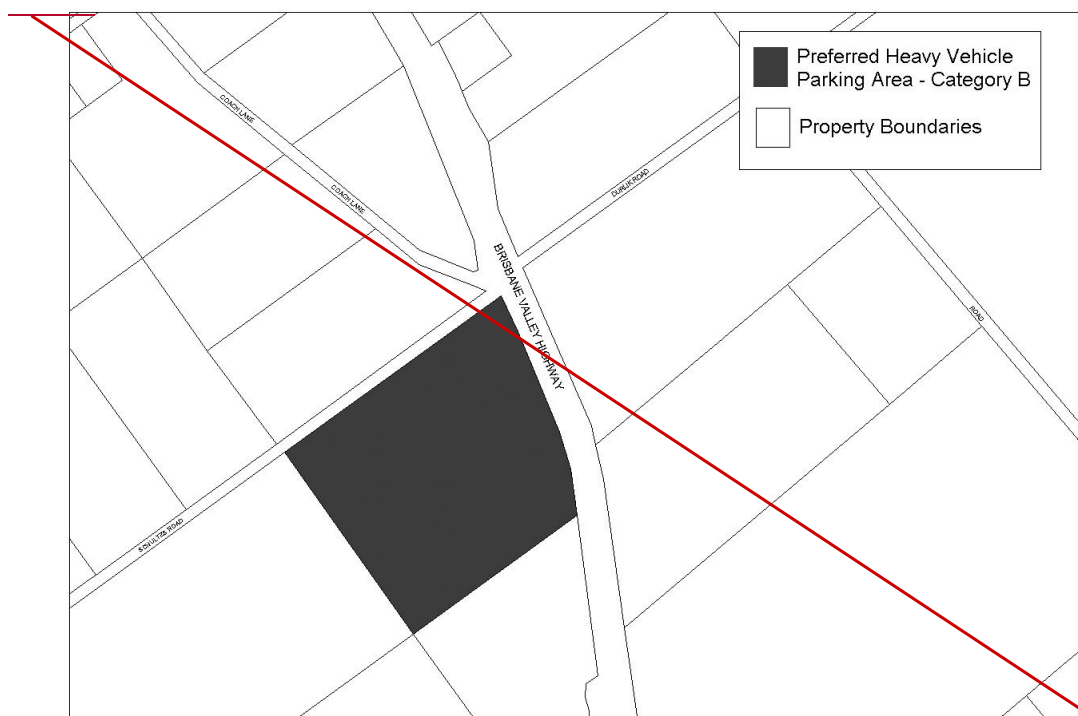 Preferred Heavy Vehicle
Parking Area - Category B
Property Boundaries
COACH LANE
COACH LANE
DURIJK ROAD
BRISBANE VALLEY HIGHWAY
ROAD
SCHULTZS ROAD